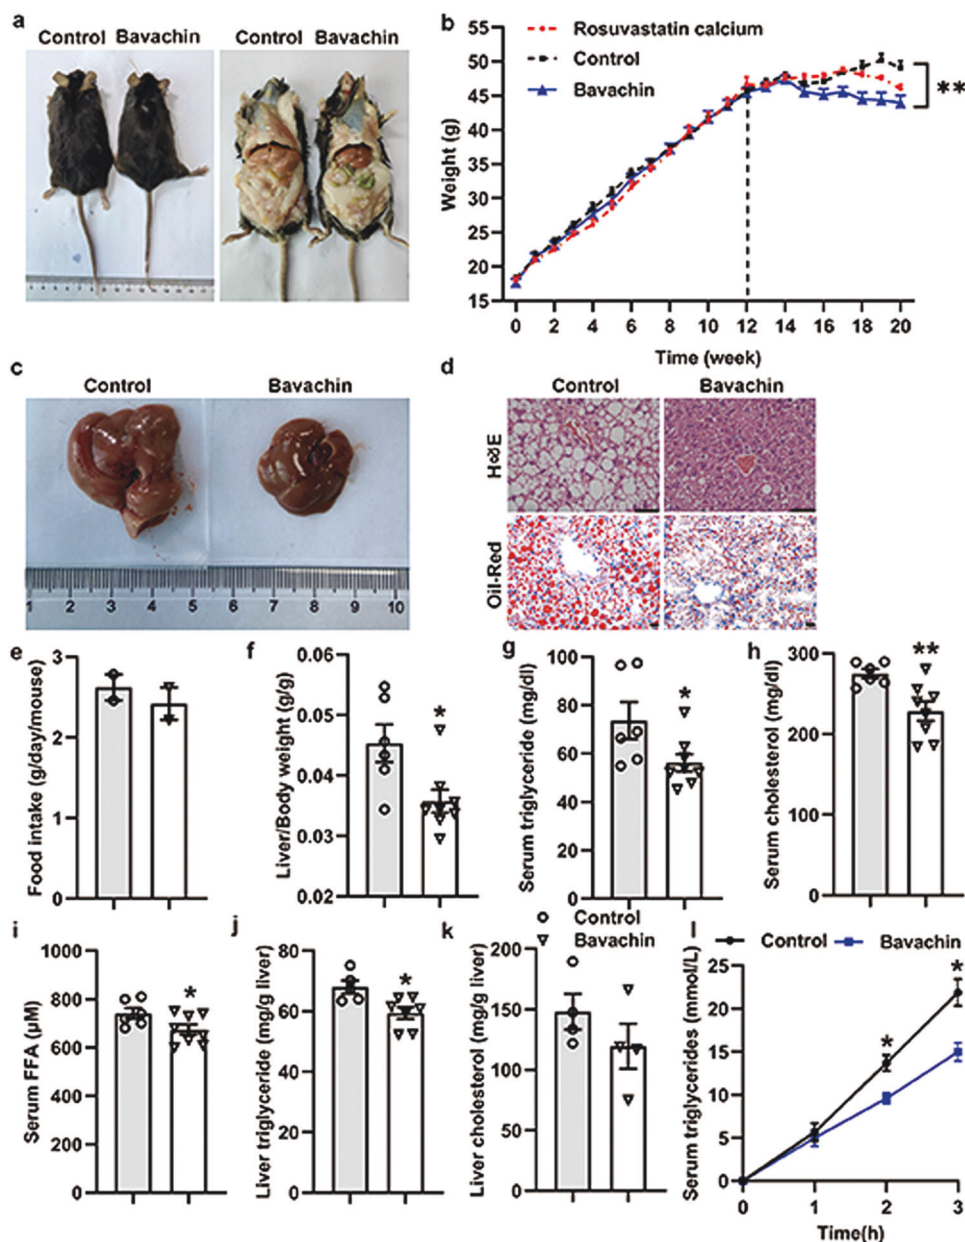 a
Control Bavachin
Control Bavachin
b
Weight (g)
55
50
45
40
35
30
25
20
15
Rosuvastatin calcium
Control
Bavachin
**
0 2 4 6 8 10 12 14 16 18 20
Time (week)
c
Control Bavachin
1 2 3 4 5 6 7 8 9 10
d
Control Bavachin
H&E
Oil-Red
e
Food intake (g/day/mouse)
3
2
1
0
f
Liver/Body weight (g/g)
0.06
0.05
0.04
0.03
0.02
*
g
Serum triglyceride (mg/dl)
100
80
60
40
20
0
*
h
Serum cholesterol (mg/dl)
300
200
100
0
**
i
Serum FFA (μM)
1000
800
600
400
200
0
*
j
Liver triglyceride (mg/g liver)
80
60
40
20
0
*
Control
Bavachin
k
Liver cholesterol (mg/g liver)
200
150
100
50
0
l
Control Bavachin
Serum triglycerides (mmol/L)
25
20
15
10
5
0
*
*
0 1 2 3
Time(h)